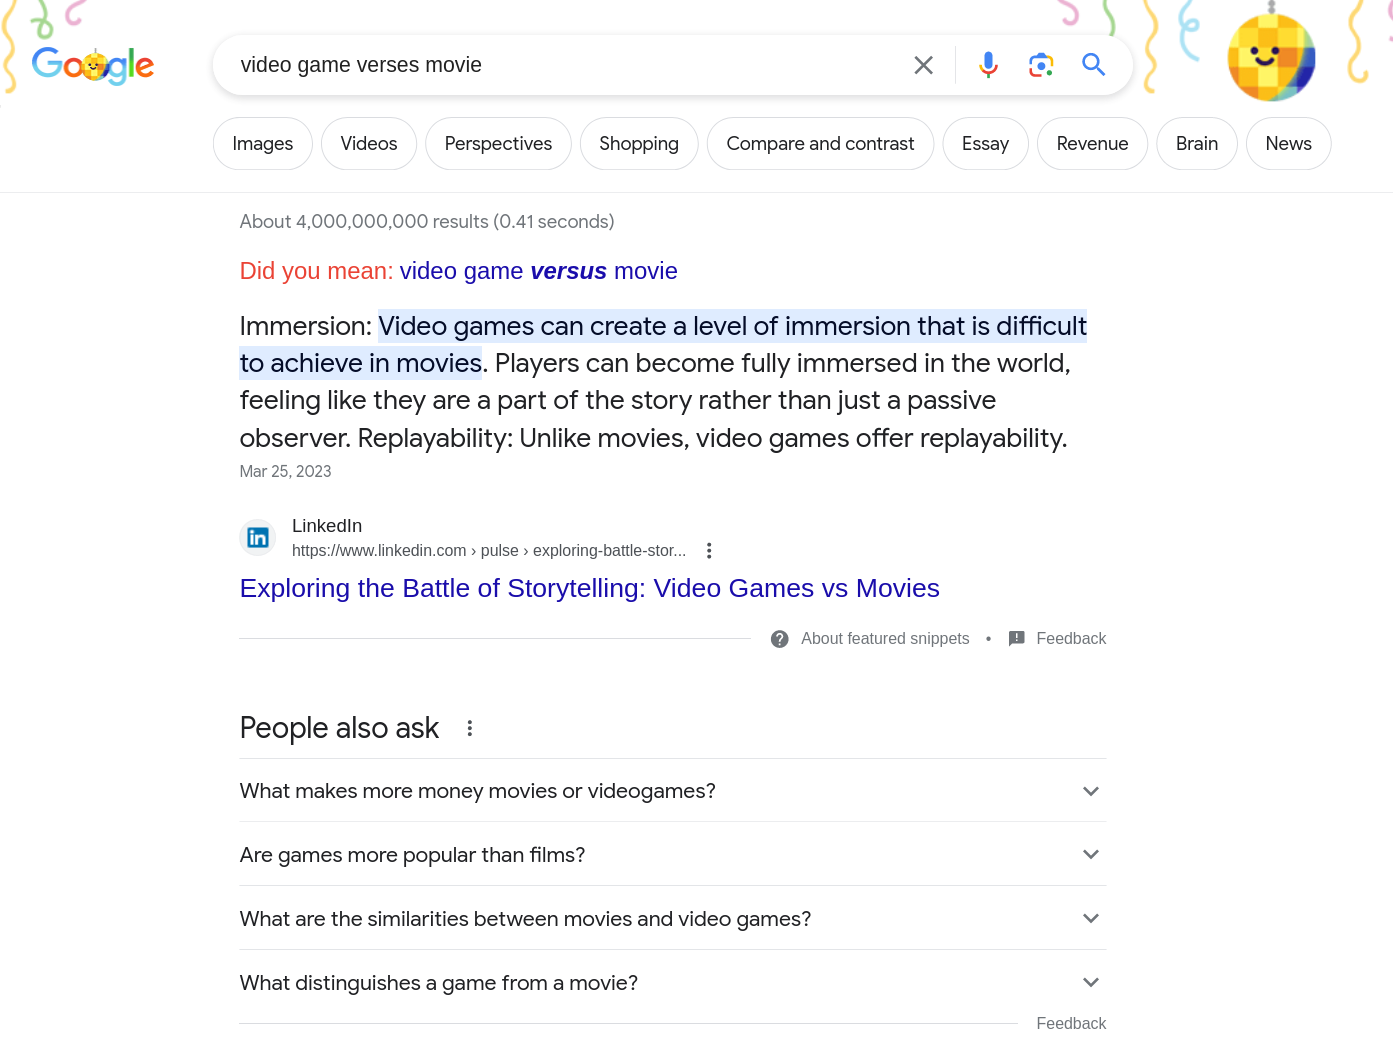 Google
video game verses movie
Images Videos Perspectives Shopping Compare and contrast Essay Revenue Brain News
About 4,000,000,000 results (0.41 seconds)
Did you mean: video game versus movie
Immersion: Video games can create a level of immersion that is difficult
to achieve in movies. Players can become fully immersed in the world,
feeling like they are a part of the story rather than just a passive
observer. Replayability: Unlike movies, video games offer replayability.
Mar 25, 2023
in
LinkedIn
https://www.linkedin.com › pulse › exploring-battle-stor...
Exploring the Battle of Storytelling: Video Games vs Movies
About featured snippets • Feedback
People also ask
What makes more money movies or videogames?
Are games more popular than films?
What are the similarities between movies and video games?
What distinguishes a game from a movie?
Feedback